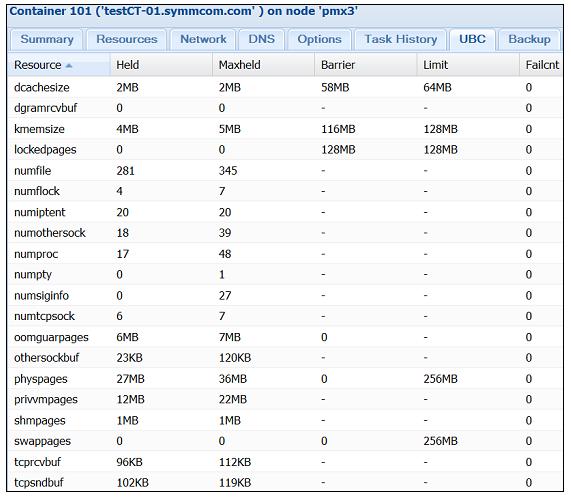 Container 101 ('testCT-01.symmcom.com' ) on node 'pmx3'
Summary Resources Network DNS Options Task History UBC Backup
Resource Held Maxheld Barrier Limit Failcnt
dcachesize 2MB 2MB 58MB 64MB 0
dgramrcvbuf 0 0 - - 0
kmemsize 4MB 5MB 116MB 128MB 0
lockedpages 0 0 128MB 128MB 0
numfile 281 345 - - 0
numflock 4 7 - - 0
numiptent 20 20 - - 0
numothersock 18 39 - - 0
numproc 17 48 - - 0
numpty 0 1 - - 0
numsiginfo 0 27 - - 0
numtcpsock 6 7 - - 0
oomguarpages 6MB 7MB 0 - 0
othersockbuf 23KB 120KB - - 0
physpages 27MB 36MB 0 256MB 0
privvmpages 12MB 22MB - - 0
shmpages 1MB 1MB - - 0
swappages 0 0 0 256MB 0
tcprcvbuf 96KB 112KB - - 0
tcpsndbuf 102KB 119KB - - 0